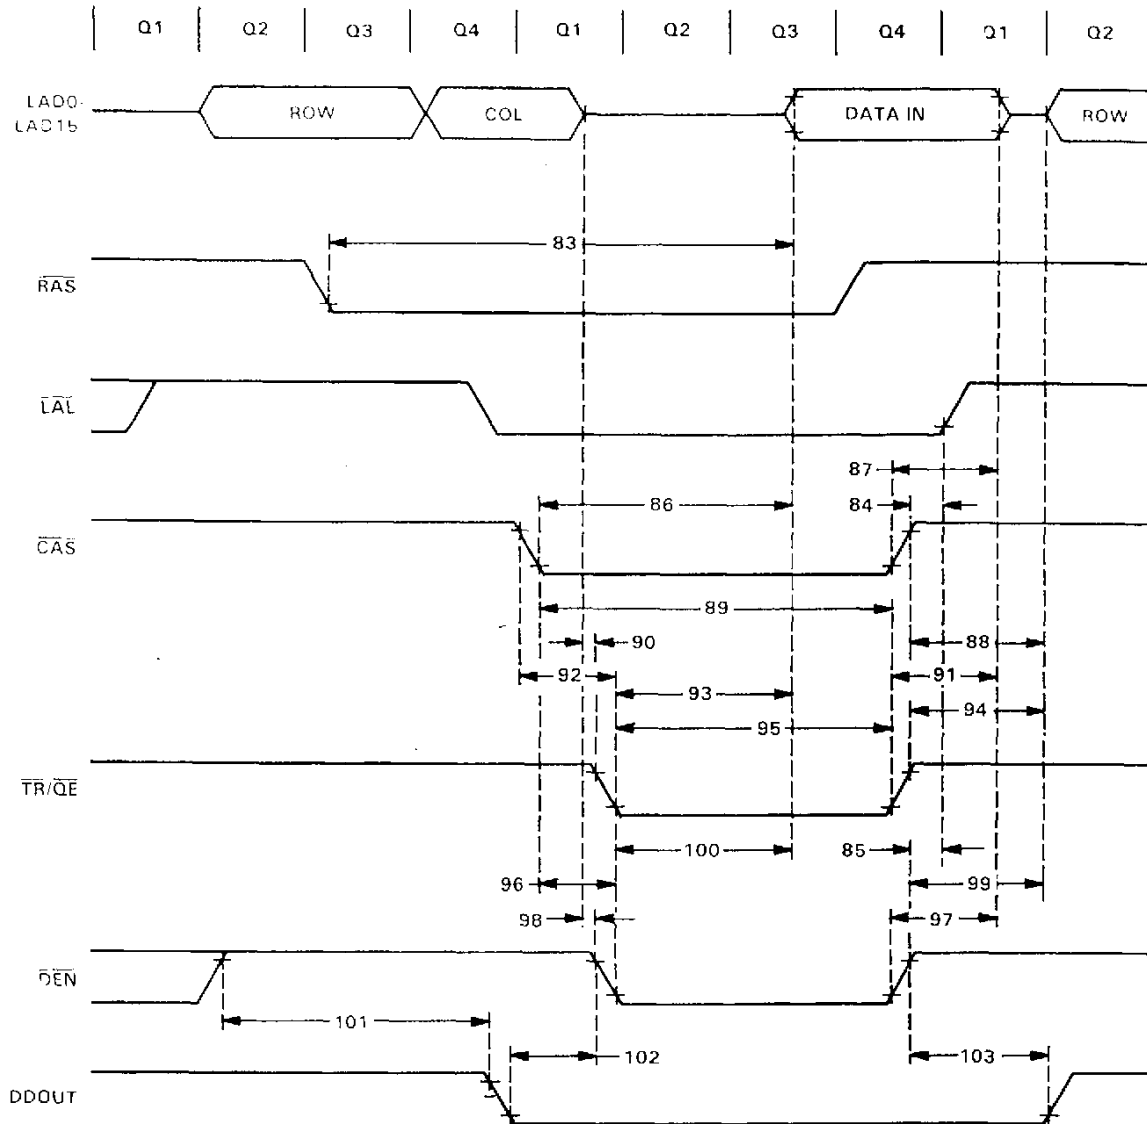 Q1 Q2 Q3 Q4 Q1 Q2 Q3 Q4 Q1 Q2
LAD0-
LAD15
ROW COL DATA IN ROW
83
RAS
LAL
87
86 84
CAS
89
90 88
92 93 91
94
95
TR/QE
100 85
96 99
98 97
DEN
101
102 103
DDOUT